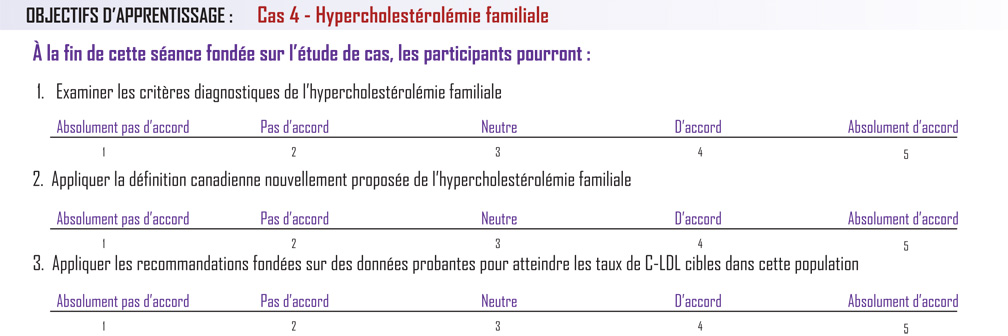 OBJECTIFS D'APPRENTISSAGE : Cas 4 - Hypercholestérolémie familiale
À la fin de cette séance fondée sur l'étude de cas, les participants pourront :
1. Examiner les critères diagnostiques de l'hypercholestérolémie familiale
Absolument pas d'accord Pas d'accord Neutre D'accord Absolument d'accord
1 2 3 4 5
2. Appliquer la définition canadienne nouvellement proposée de l'hypercholestérolémie familiale
Absolument pas d'accord Pas d'accord Neutre D'accord Absolument d'accord
1 2 3 4 5
3. Appliquer les recommandations fondées sur des données probantes pour atteindre les taux de C-LDL cibles dans cette population
Absolument pas d'accord Pas d'accord Neutre D'accord Absolument d'accord
1 2 3 4 5